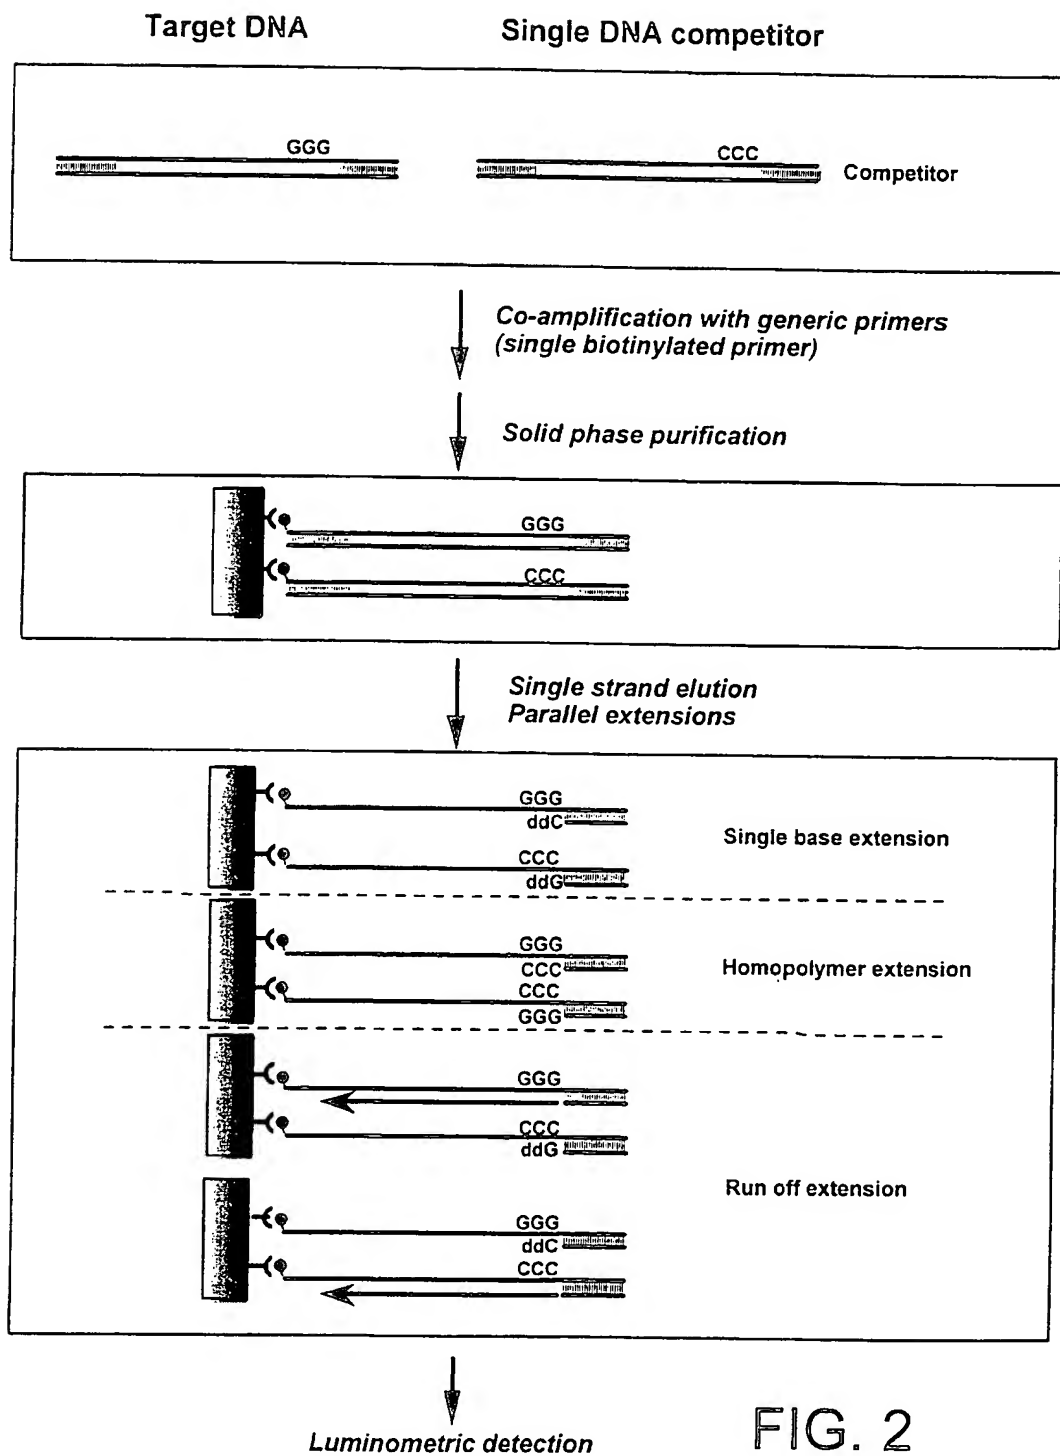 Target DNA
Single DNA competitor
GGG
CCC
Competitor
Co-amplification with generic primers
(single biotinylated primer)
Solid phase purification
GGG
CCC
Single strand elution
Parallel extensions
GGG
ddC
Single base extension
CCC
ddG
GGG
CCC
Homopolymer extension
CCC
GGG
GGG
CCC
ddG
Run off extension
GGG
ddC
CCC
Luminometric detection
FIG. 2